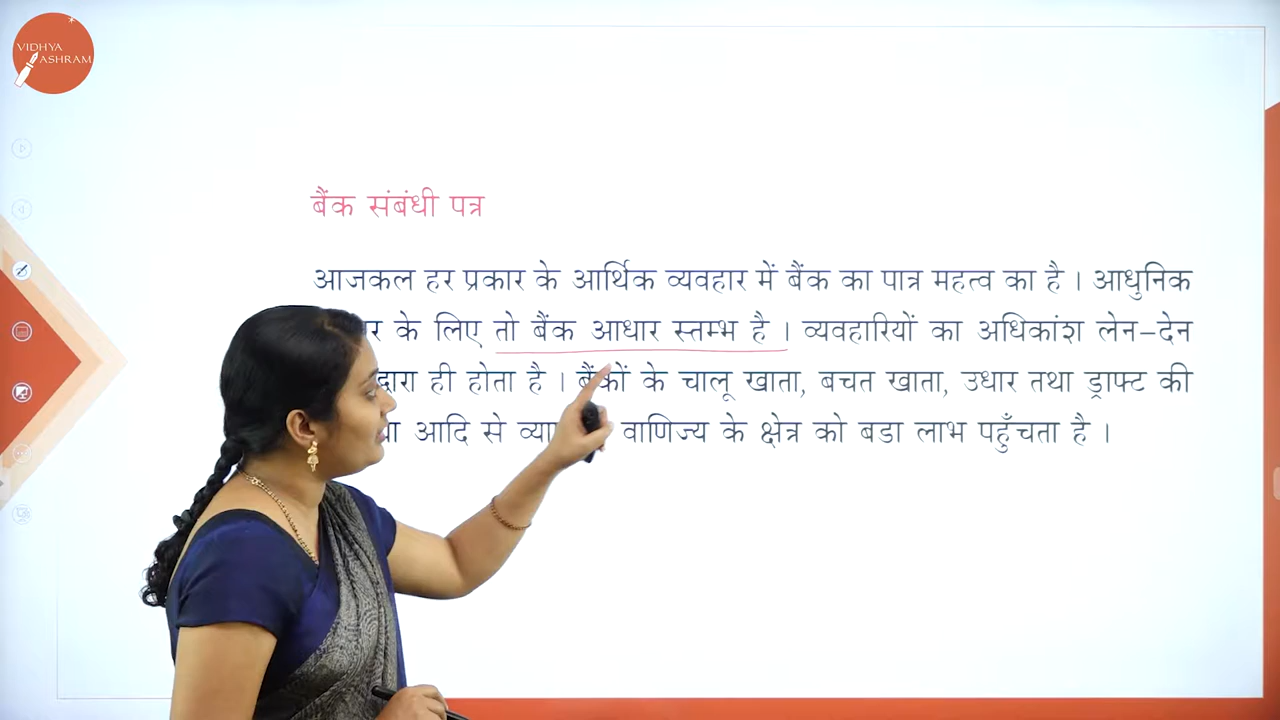 VIDHYA
ASHRAM
बैंक संबंधी पत्र
आजकल हर प्रकार के आर्थिक व्यवहार में बैंक का पात्र महत्व का है । आधुनिक
के लिए तो बैंक आधार स्तम्भ है । व्यवहारियों का अधिकांश लेन–देन
द्वारा ही होता है । बैंकों के चालू खाता, बचत खाता, उधार तथा ड्राफ्ट की
आदि से वाणिज्य के क्षेत्र को बडा लाभ पहुँचता है ।